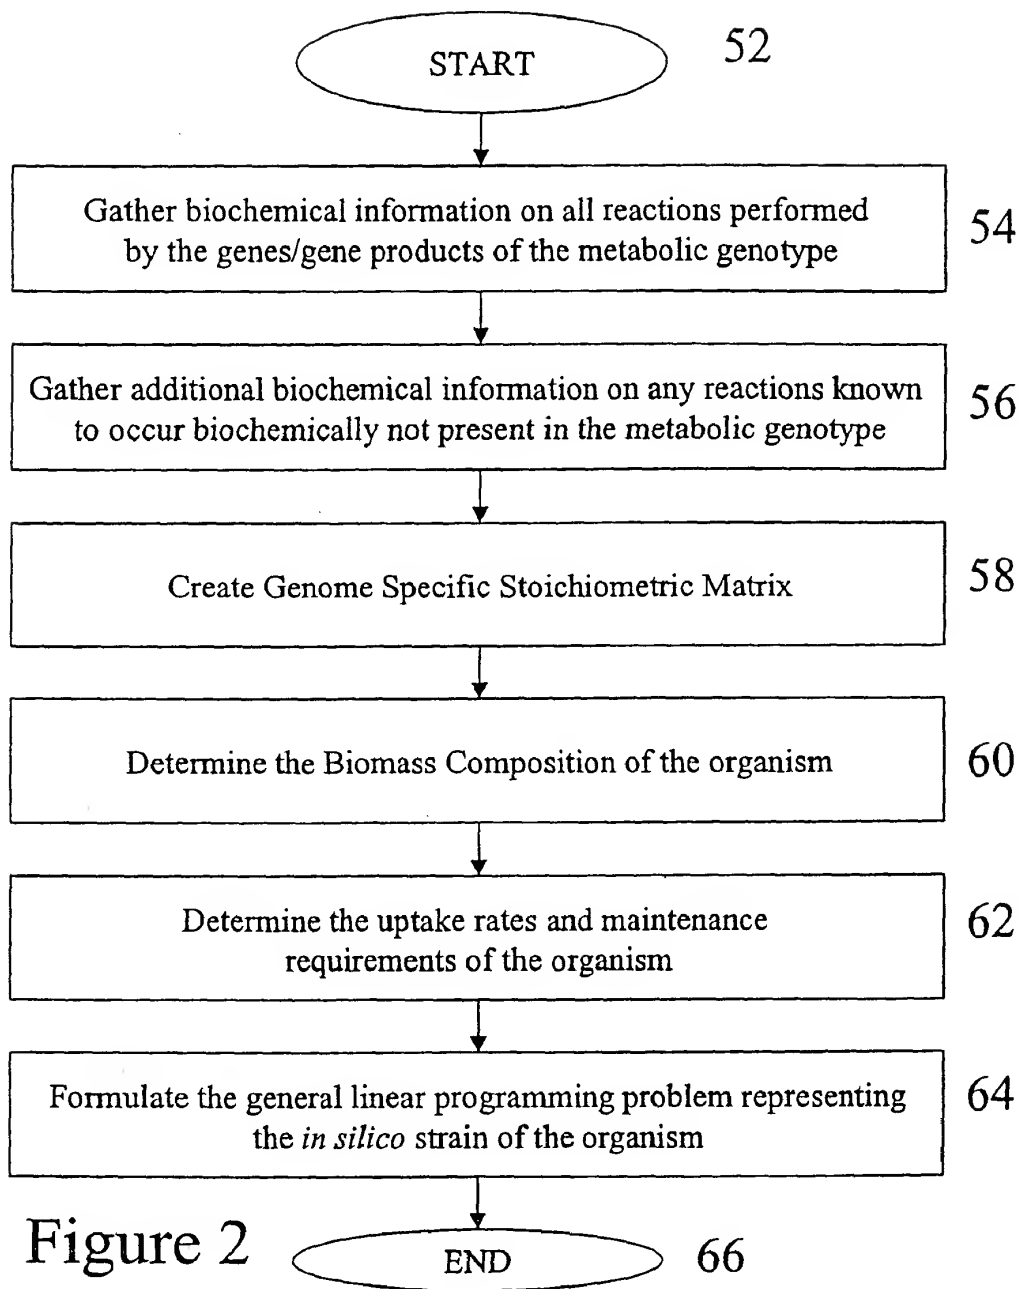 START
52
Gather biochemical information on all reactions performed
by the genes/gene products of the metabolic genotype
54
Gather additional biochemical information on any reactions known
to occur biochemically not present in the metabolic genotype
56
Create Genome Specific Stoichiometric Matrix
58
Determine the Biomass Composition of the organism
60
Determine the uptake rates and maintenance
requirements of the organism
62
Formulate the general linear programming problem representing
the in silico strain of the organism
64
Figure 2
END
66